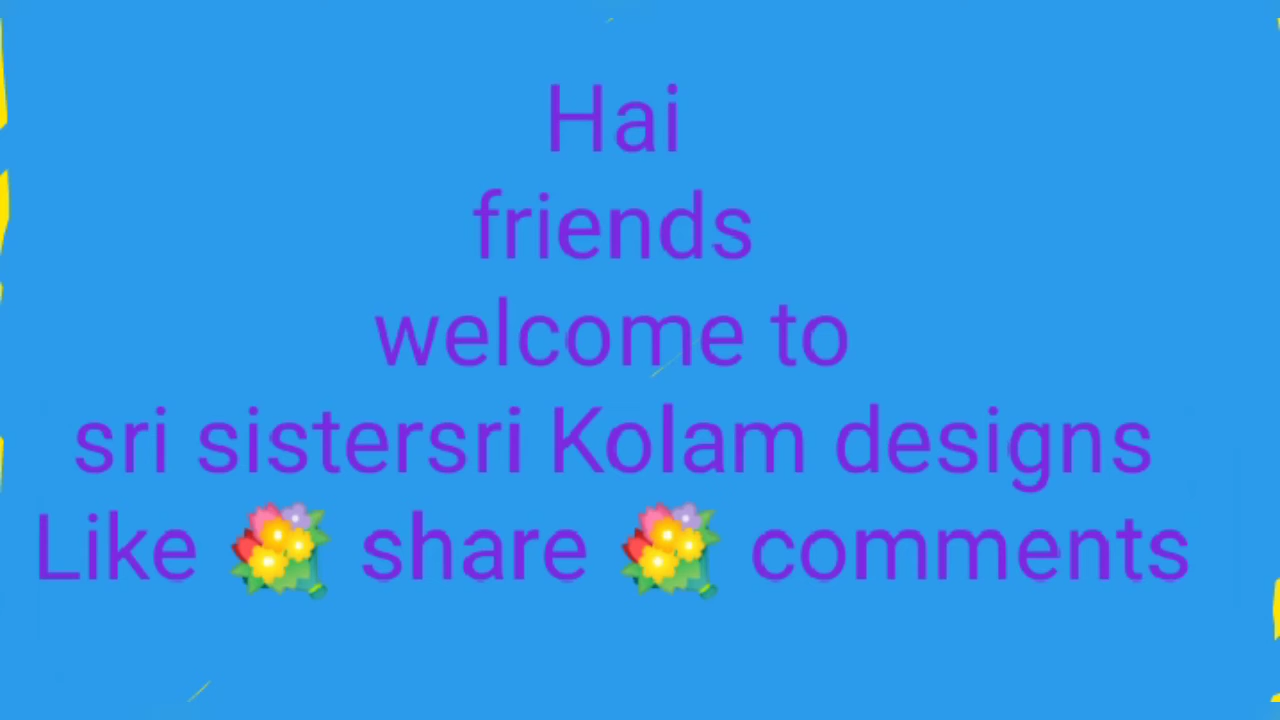 Hai
friends
welcome to
sri sistersri Kolam designs
Like 💐 share 💐 comments